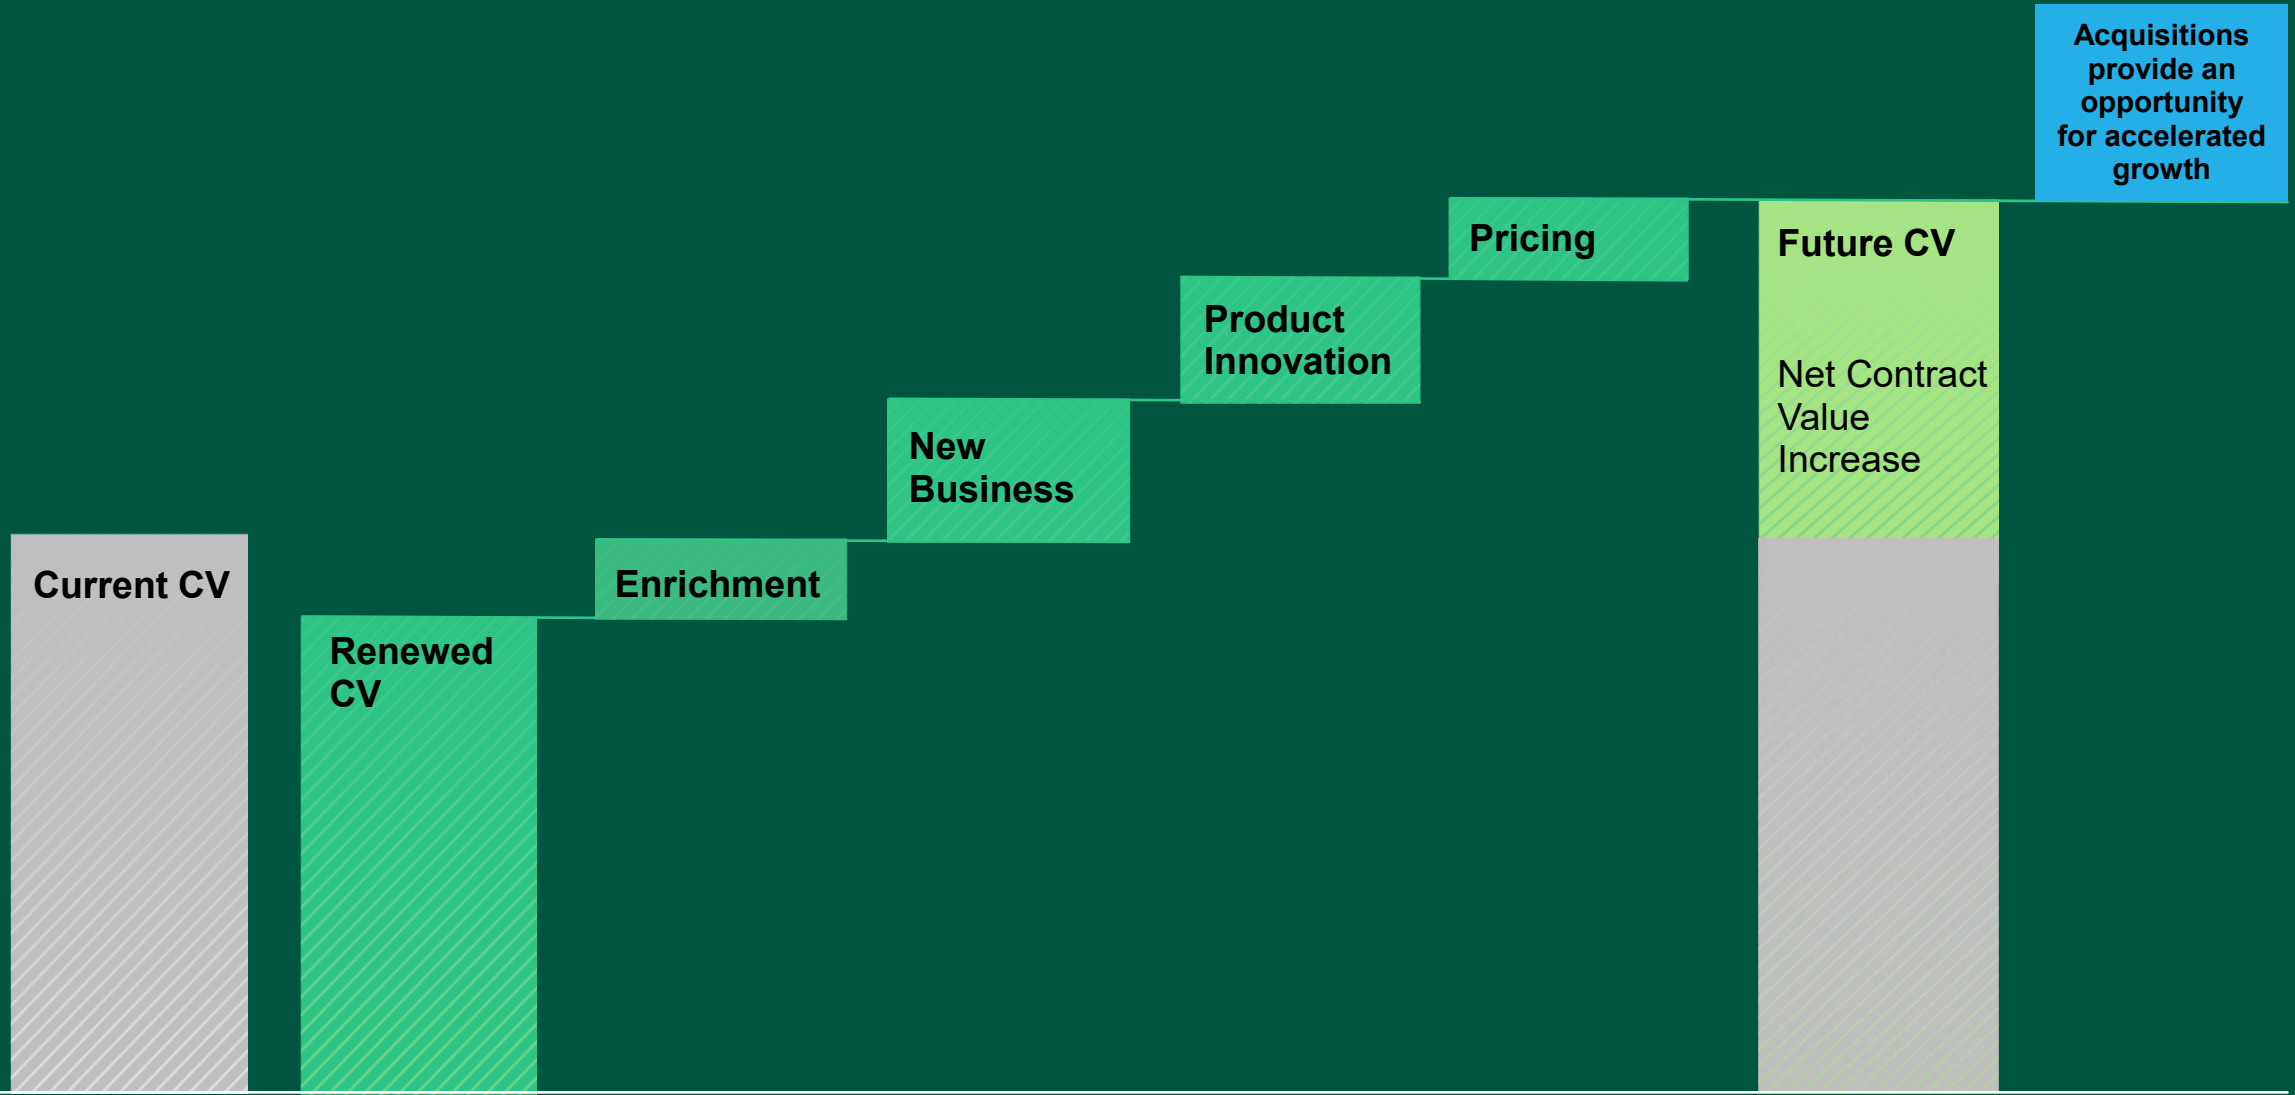 Current CV
Renewed
CV
Enrichment
New
Business
Product
Innovation
Pricing
Future CV
Net Contract
Value
Increase
Acquisitions
provide an
opportunity
for accelerated
growth